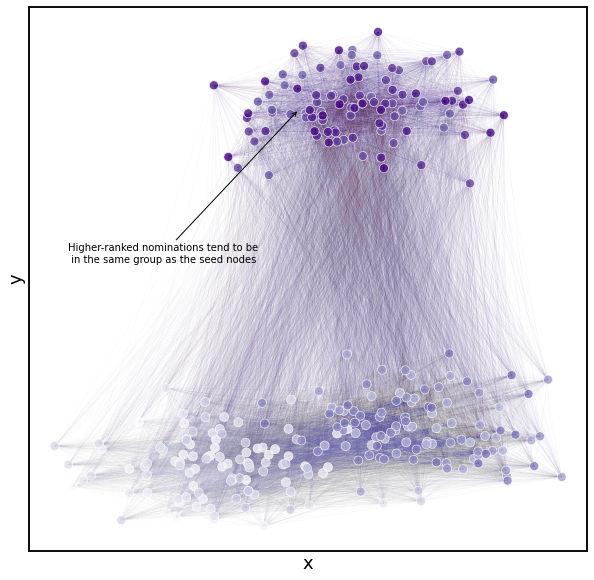 Higher-ranked nominations tend to be
in the same group as the seed nodes
y
x